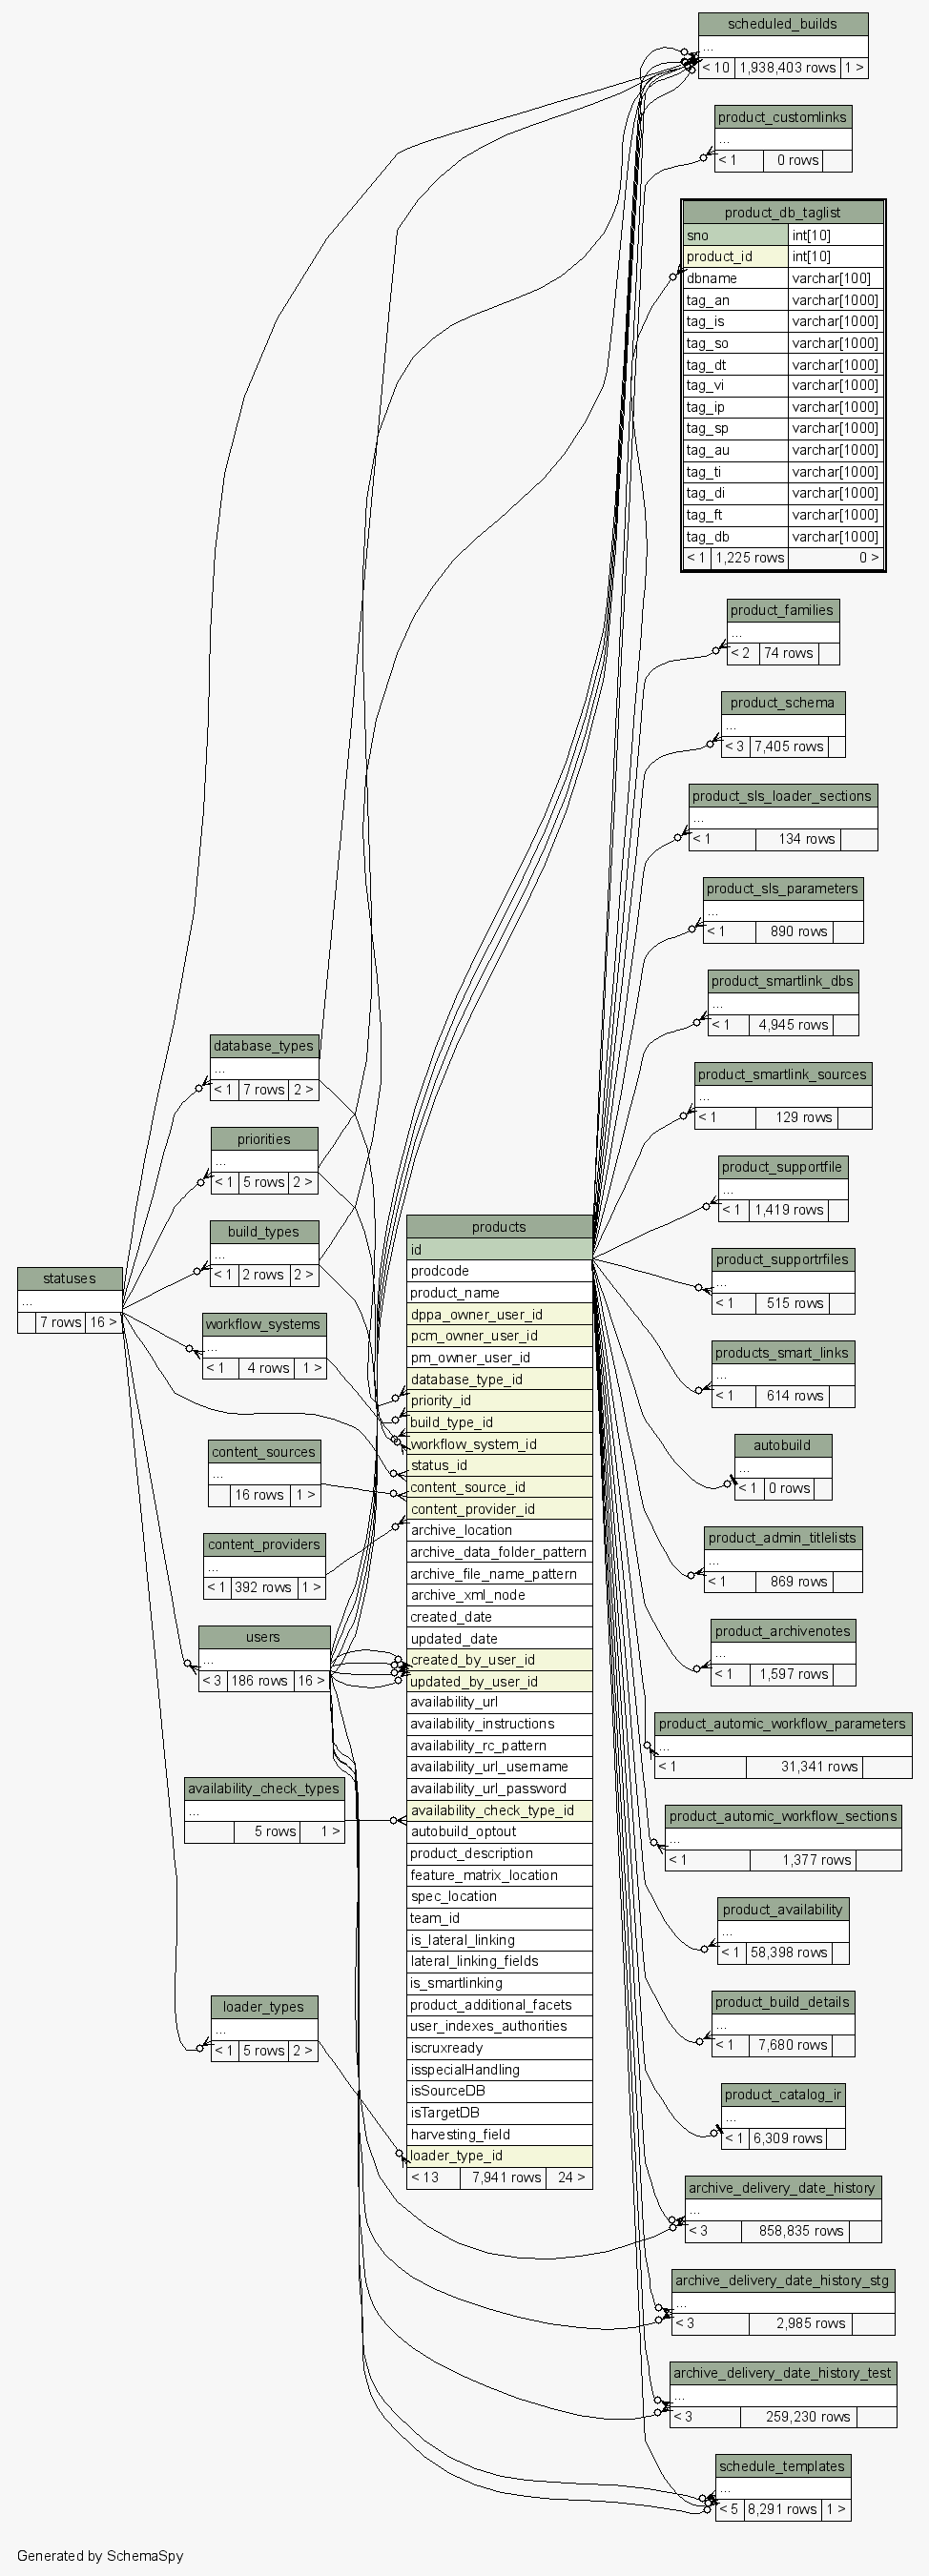 scheduled_builds
...
< 10 1,938,403 rows 1 >
product_customlinks
...
< 1 0 rows
product_db_taglist
sno int[10]
product_id int[10]
dbname varchar[100]
tag_an varchar[1000]
tag_is varchar[1000]
tag_so varchar[1000]
tag_dt varchar[1000]
tag_vi varchar[1000]
tag_ip varchar[1000]
tag_sp varchar[1000]
tag_au varchar[1000]
tag_ti varchar[1000]
tag_di varchar[1000]
tag_ft varchar[1000]
tag_db varchar[1000]
< 1 1,225 rows 0 >
product_families
...
< 2 74 rows
product_schema
...
< 3 7,405 rows
product_sls_loader_sections
...
< 1 134 rows
product_sls_parameters
...
< 1 890 rows
product_smartlink_dbs
...
< 1 4,945 rows
product_smartlink_sources
...
< 1 129 rows
product_supportfile
...
< 1 1,419 rows
product_supportrfiles
...
< 1 515 rows
products_smart_links
...
< 1 614 rows
autobuild
...
< 1 0 rows
product_admin_titlelists
...
< 1 869 rows
product_archivenotes
...
< 1 1,597 rows
product_automic_workflow_parameters
...
< 1 31,341 rows
product_automic_workflow_sections
...
< 1 1,377 rows
product_availability
...
< 1 58,398 rows
product_build_details
...
< 1 7,680 rows
product_catalog_ir
...
< 1 6,309 rows
archive_delivery_date_history
...
< 3 858,835 rows
archive_delivery_date_history_stg
...
< 3 2,985 rows
archive_delivery_date_history_test
...
< 3 259,230 rows
schedule_templates
...
< 5 8,291 rows 1 >
database_types
...
< 1 7 rows 2 >
priorities
...
< 1 5 rows 2 >
build_types
...
< 1 2 rows 2 >
statuses
...
7 rows 16 >
workflow_systems
...
< 1 4 rows 1 >
content_sources
...
16 rows 1 >
content_providers
...
< 1 392 rows 1 >
users
...
< 3 186 rows 16 >
availability_check_types
...
5 rows 1 >
loader_types
...
< 1 5 rows 2 >
products
id
prodcode
product_name
dppa_owner_user_id
pcm_owner_user_id
pm_owner_user_id
database_type_id
priority_id
build_type_id
workflow_system_id
status_id
content_source_id
content_provider_id
archive_location
archive_data_folder_pattern
archive_file_name_pattern
archive_xml_node
created_date
updated_date
created_by_user_id
updated_by_user_id
availability_url
availability_instructions
availability_rc_pattern
availability_url_username
availability_url_password
availability_check_type_id
autobuild_optout
product_description
feature_matrix_location
spec_location
team_id
is_lateral_linking
lateral_linking_fields
is_smartlinking
product_additional_facets
user_indexes_authorities
iscruxready
isspecialHandling
isSourceDB
isTargetDB
harvesting_field
loader_type_id
< 13 7,941 rows 24 >
Generated by SchemaSpy